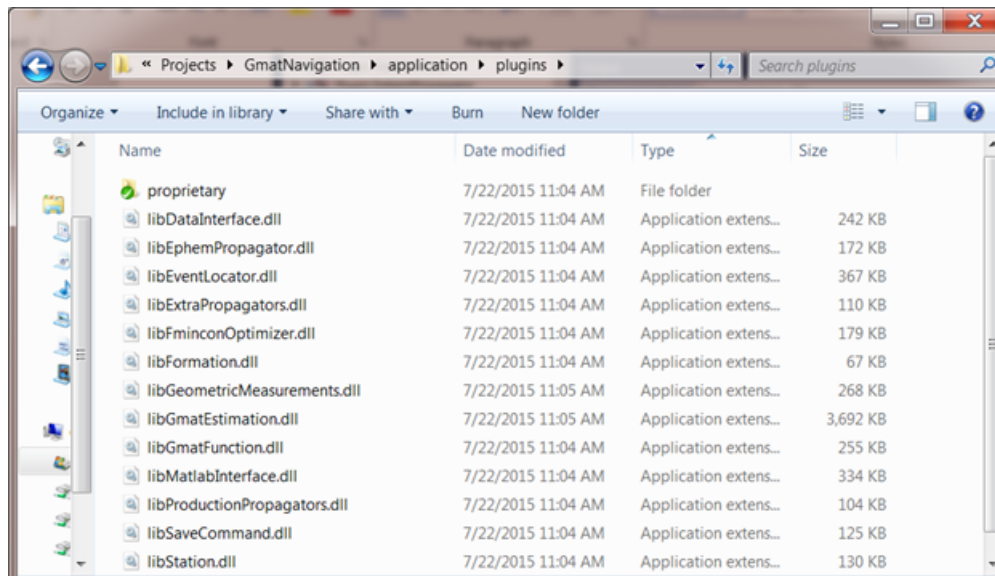 « Projects ▸ GmatNavigation ▸ application ▸ plugins ▸ Search plugins
Organize ▾ Include in library ▾ Share with ▾ Burn New folder
Name Date modified Type Size
proprietary 7/22/2015 11:04 AM File folder
libDataInterface.dll 7/22/2015 11:04 AM Application extens... 242 KB
libEphemPropagator.dll 7/22/2015 11:04 AM Application extens... 172 KB
libEventLocator.dll 7/22/2015 11:04 AM Application extens... 367 KB
libExtraPropagators.dll 7/22/2015 11:04 AM Application extens... 110 KB
libFminconOptimizer.dll 7/22/2015 11:04 AM Application extens... 179 KB
libFormation.dll 7/22/2015 11:04 AM Application extens... 67 KB
libGeometricMeasurements.dll 7/22/2015 11:05 AM Application extens... 268 KB
libGmatEstimation.dll 7/22/2015 11:05 AM Application extens... 3,692 KB
libGmatFunction.dll 7/22/2015 11:04 AM Application extens... 255 KB
libMatlabInterface.dll 7/22/2015 11:04 AM Application extens... 334 KB
libProductionPropagators.dll 7/22/2015 11:04 AM Application extens... 104 KB
libSaveCommand.dll 7/22/2015 11:04 AM Application extens... 125 KB
libStation.dll 7/22/2015 11:04 AM Application extens... 130 KB